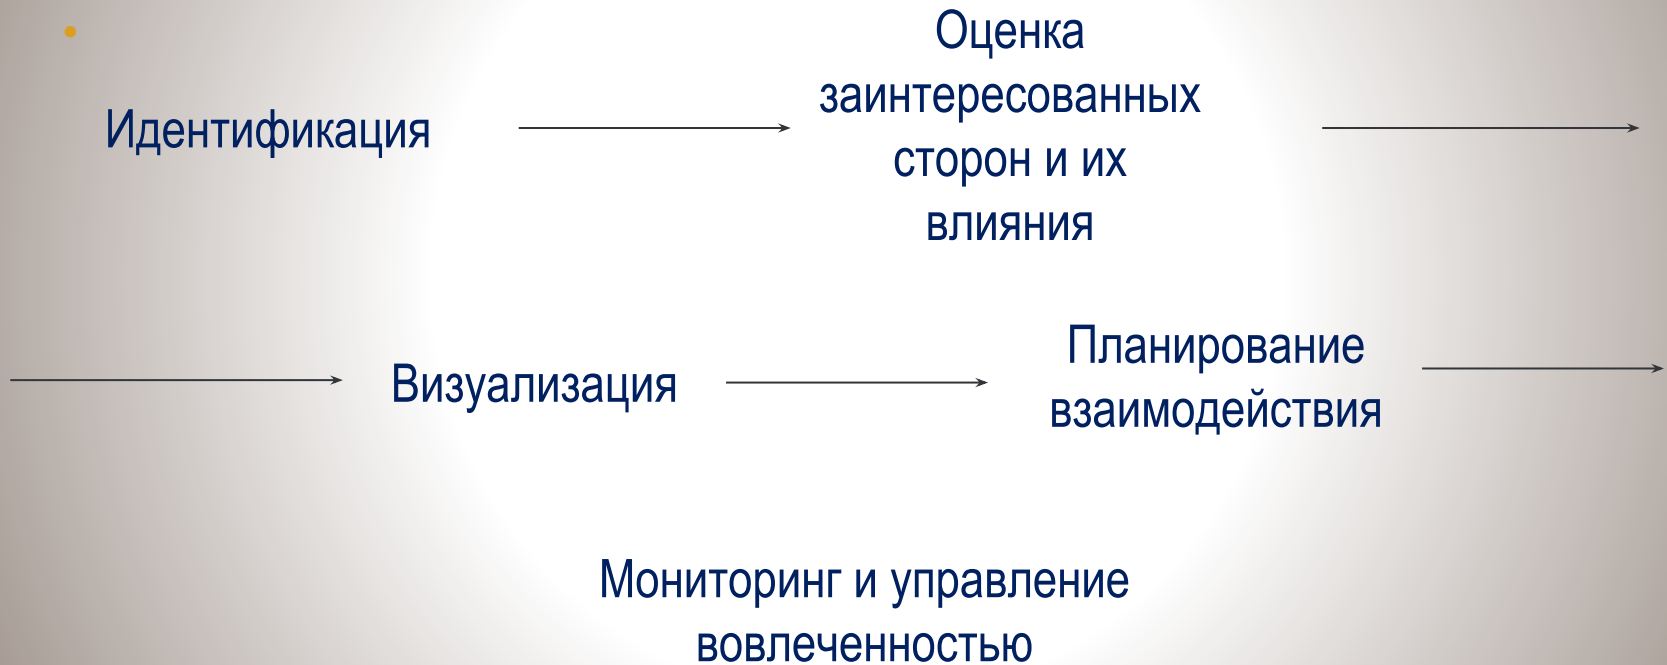 Идентификация
Оценка
заинтересованных
сторон и их
влияния
Визуализация
Планирование
взаимодействия
Мониторинг и управление
вовлеченностью